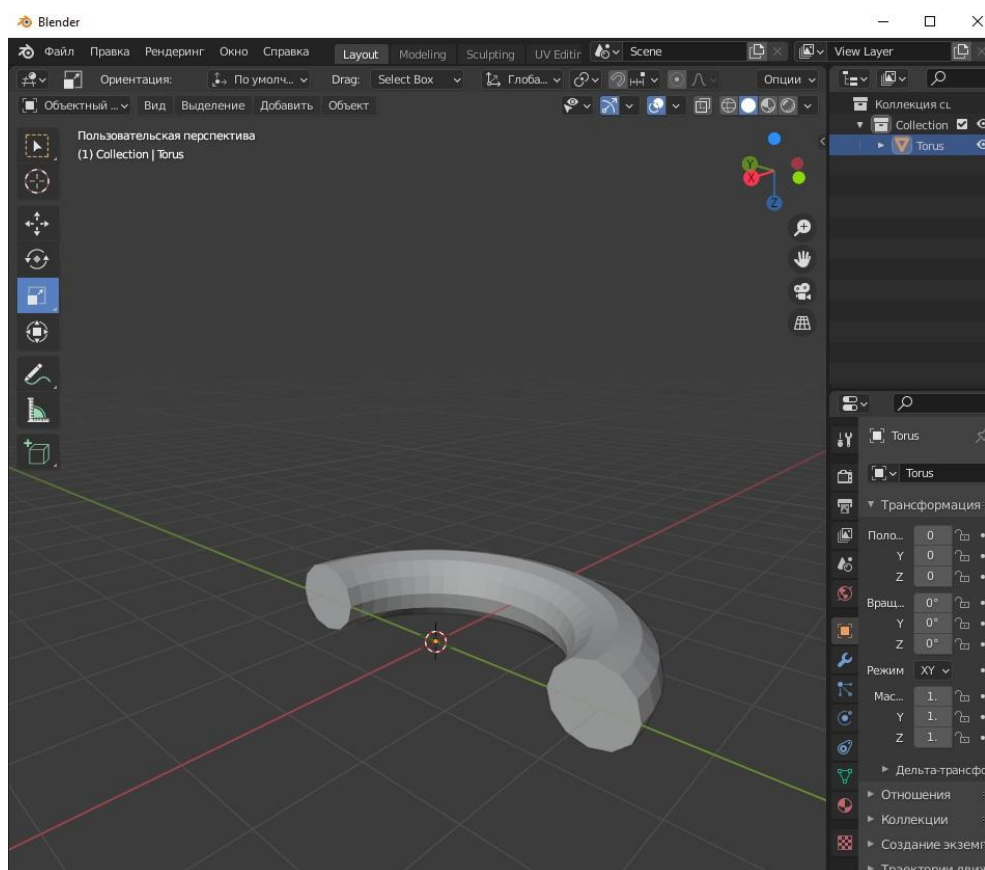 Blender
Файл Правка Рендеринг Окно Справка Layout Modeling Sculpting UV Editir Scene View Layer
Ориентация: По умолч... Drag: Select Box Глоба... Опции
Объектный ... Вид Выделение Добавить Объект
Пользовательская перспектива
(1) Collection | Torus
Y
X
Z
Коллекция сц
Collection
Torus
Torus
Torus
Трансформация
Поло... 0
Y 0
Z 0
Вращ... 0°
Y 0°
Z 0°
Режим XY
Мас... 1.
Y 1.
Z 1.
Дельта-трансфо
Отношения
Коллекции
Создание экземп
Траектории движ